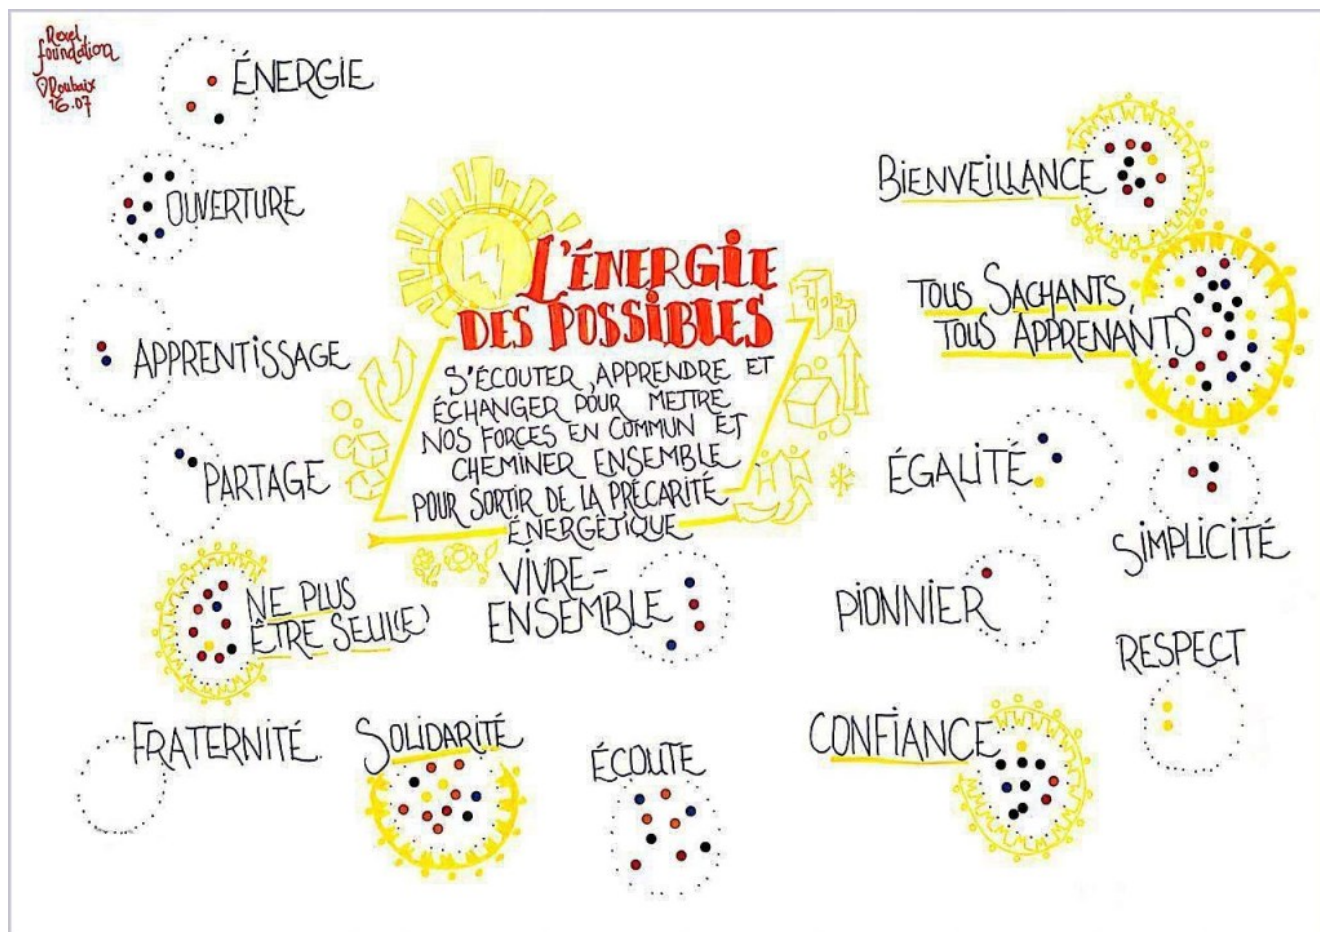 Rexel
foundation
Roubaix
16.07
ÉNERGIE
OUVERTURE
APPRENTISSAGE
PARTAGE
NE PLUS
ÊTRE SEUL(E)
FRATERNITÉ
L'ÉNERGIE
DES POSSIBLES
S'ÉCOUTER, APPRENDRE ET
ÉCHANGER POUR METTRE
NOS FORCES EN COMMUN ET
CHEMINER ENSEMBLE
POUR SORTIR DE LA PRÉCARITÉ
ÉNERGÉTIQUE
VIVRE-
ENSEMBLE
SOLIDARITÉ
ÉCOUTE
BIENVEILLANCE
TOUS SACHANTS,
TOUS APPRENANTS
ÉGALITÉ
SIMPLICITÉ
PIONNIER
RESPECT
CONFIANCE